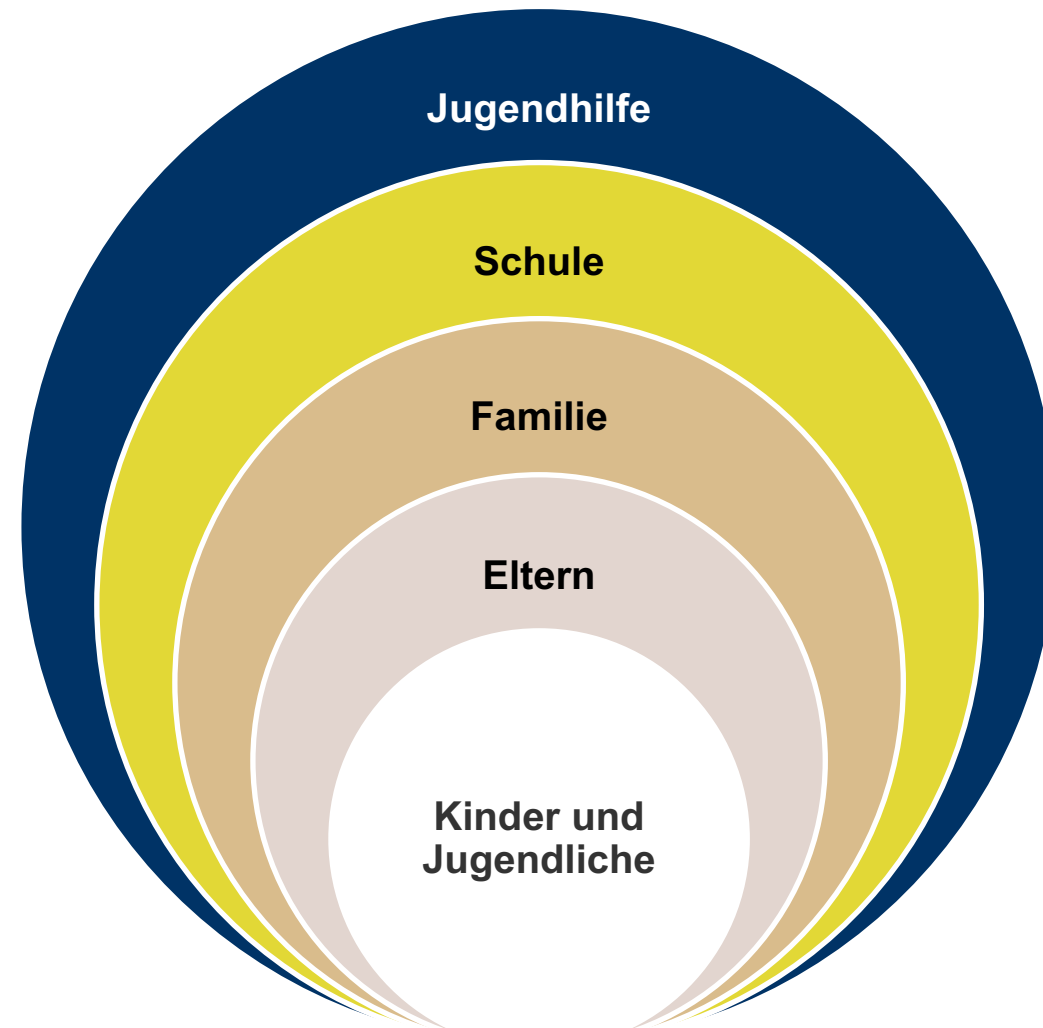 Jugendhilfe
Schule
Familie
Eltern
Kinder und
Jugendliche